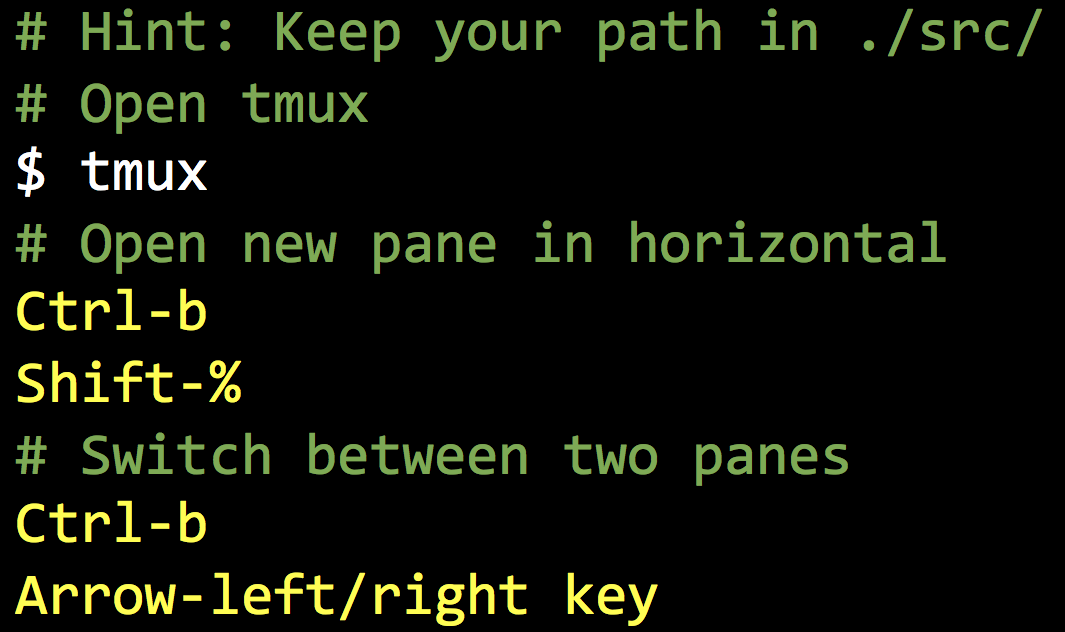 # Hint: Keep your path in ./src/
# Open tmux
$ tmux
# Open new pane in horizontal
Ctrl-b
Shift-%
# Switch between two panes
Ctrl-b
Arrow-left/right key